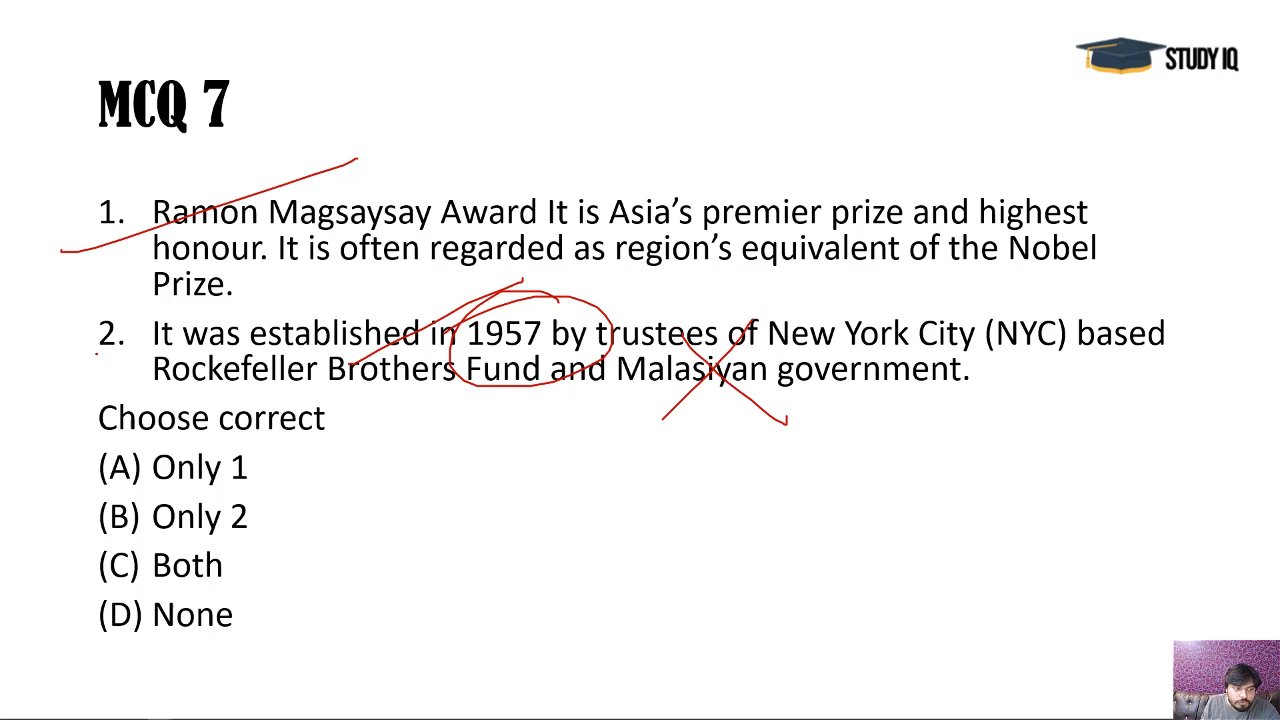 STUDY IQ
MCQ 7
1. Ramon Magsaysay Award It is Asia’s premier prize and highest
honour. It is often regarded as region’s equivalent of the Nobel
Prize.
2. It was established in 1957 by trustees of New York City (NYC) based
Rockefeller Brothers Fund and Malasiyan government.
Choose correct
(A) Only 1
(B) Only 2
(C) Both
(D) None